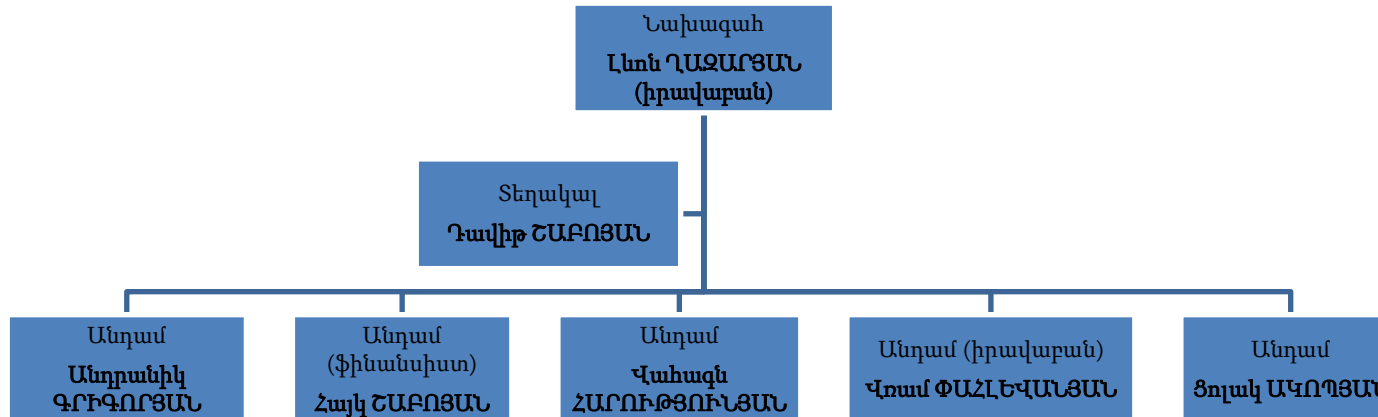 Նախագահ
Լևոն ՂԱԶԱՐՅԱՆ
(իրավաբան)
Տեղակալ
Դավիթ ՇԱԲՈՅԱՆ
Անդամ
Անդրանիկ
ԳՐԻԳՈՐՅԱՆ
Անդամ
(ֆինանսիստ)
Հայկ ՇԱԲՈՅԱՆ
Անդամ
Վահագն
ՀԱՐՈՒԹՅՈՒՆՅԱՆ
Անդամ (իրավաբան)
Վռամ ՓԱՀԼԵՎԱՆՅԱՆ
Անդամ
Ցոլակ ԱԿՈՊՅԱՆ